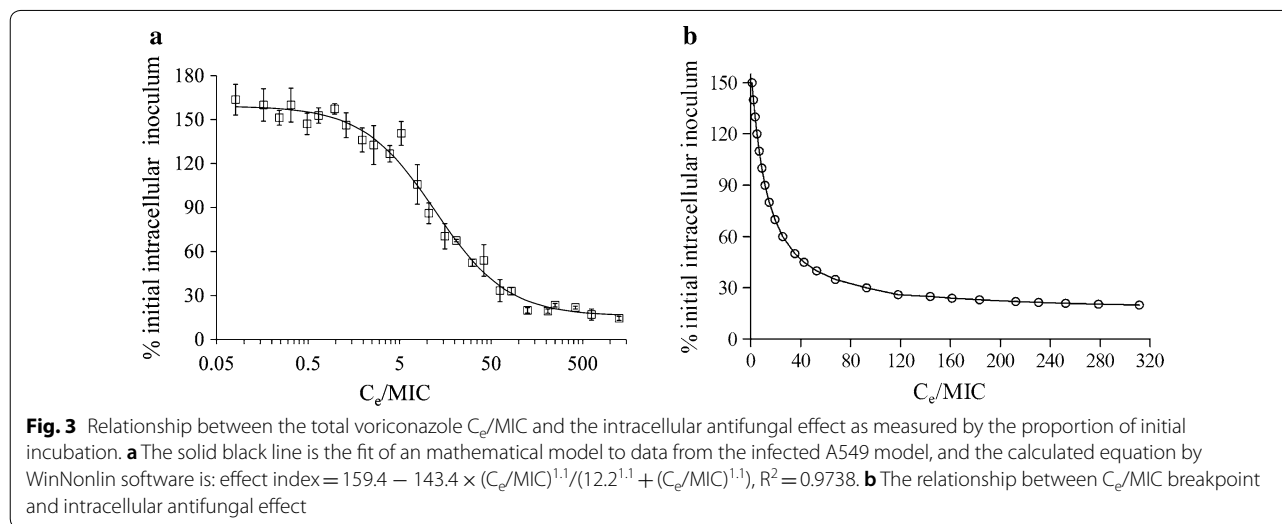 a
b
180
150
120
90
60
30
0
% initial intracellular inoculum
0.05 0.5 5 50 500
Cₑ/MIC
150
120
90
60
30
0
% initial intracellular inoculum
0 40 80 120 160 200 240 280 320
Cₑ/MIC
Fig. 3 Relationship between the total voriconazole Cₑ/MIC and the intracellular antifungal effect as measured by the proportion of initial
incubation. a The solid black line is the fit of an mathematical model to data from the infected A549 model, and the calculated equation by
WinNonlin software is: effect index = 159.4 − 143.4 × (Cₑ/MIC)¹·¹/(12.2¹·¹ + (Cₑ/MIC)¹·¹), R² = 0.9738. b The relationship between Cₑ/MIC breakpoint
and intracellular antifungal effect